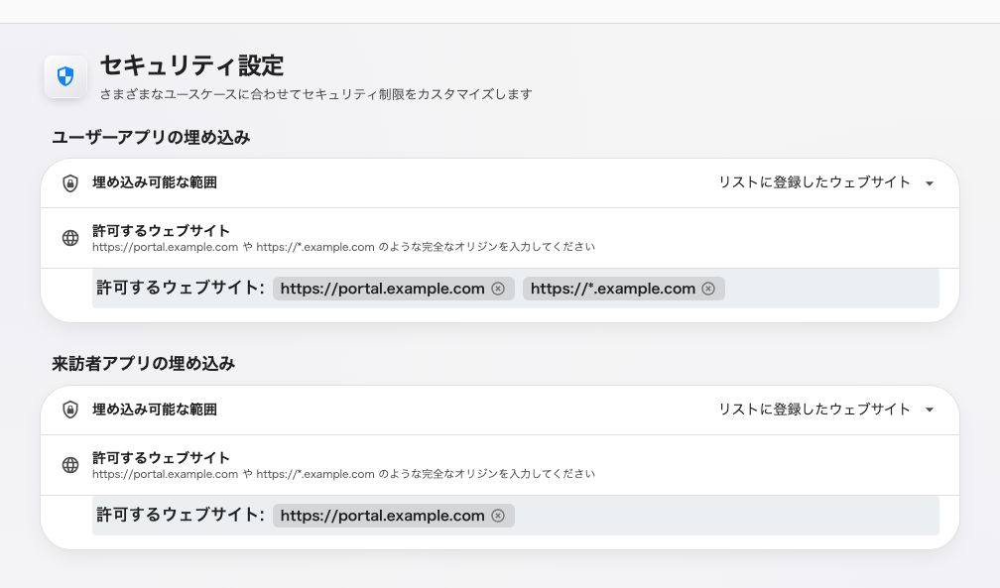 セキュリティ設定
さまざまなユースケースに合わせてセキュリティ制限をカスタマイズします
ユーザーアプリの埋め込み
埋め込み可能な範囲 リストに登録したウェブサイト
許可するウェブサイト
https://portal.example.com や https://*.example.com のような完全なオリジンを入力してください
許可するウェブサイト: https://portal.example.com https://*.example.com
来訪者アプリの埋め込み
埋め込み可能な範囲 リストに登録したウェブサイト
許可するウェブサイト
https://portal.example.com や https://*.example.com のような完全なオリジンを入力してください
許可するウェブサイト: https://portal.example.com